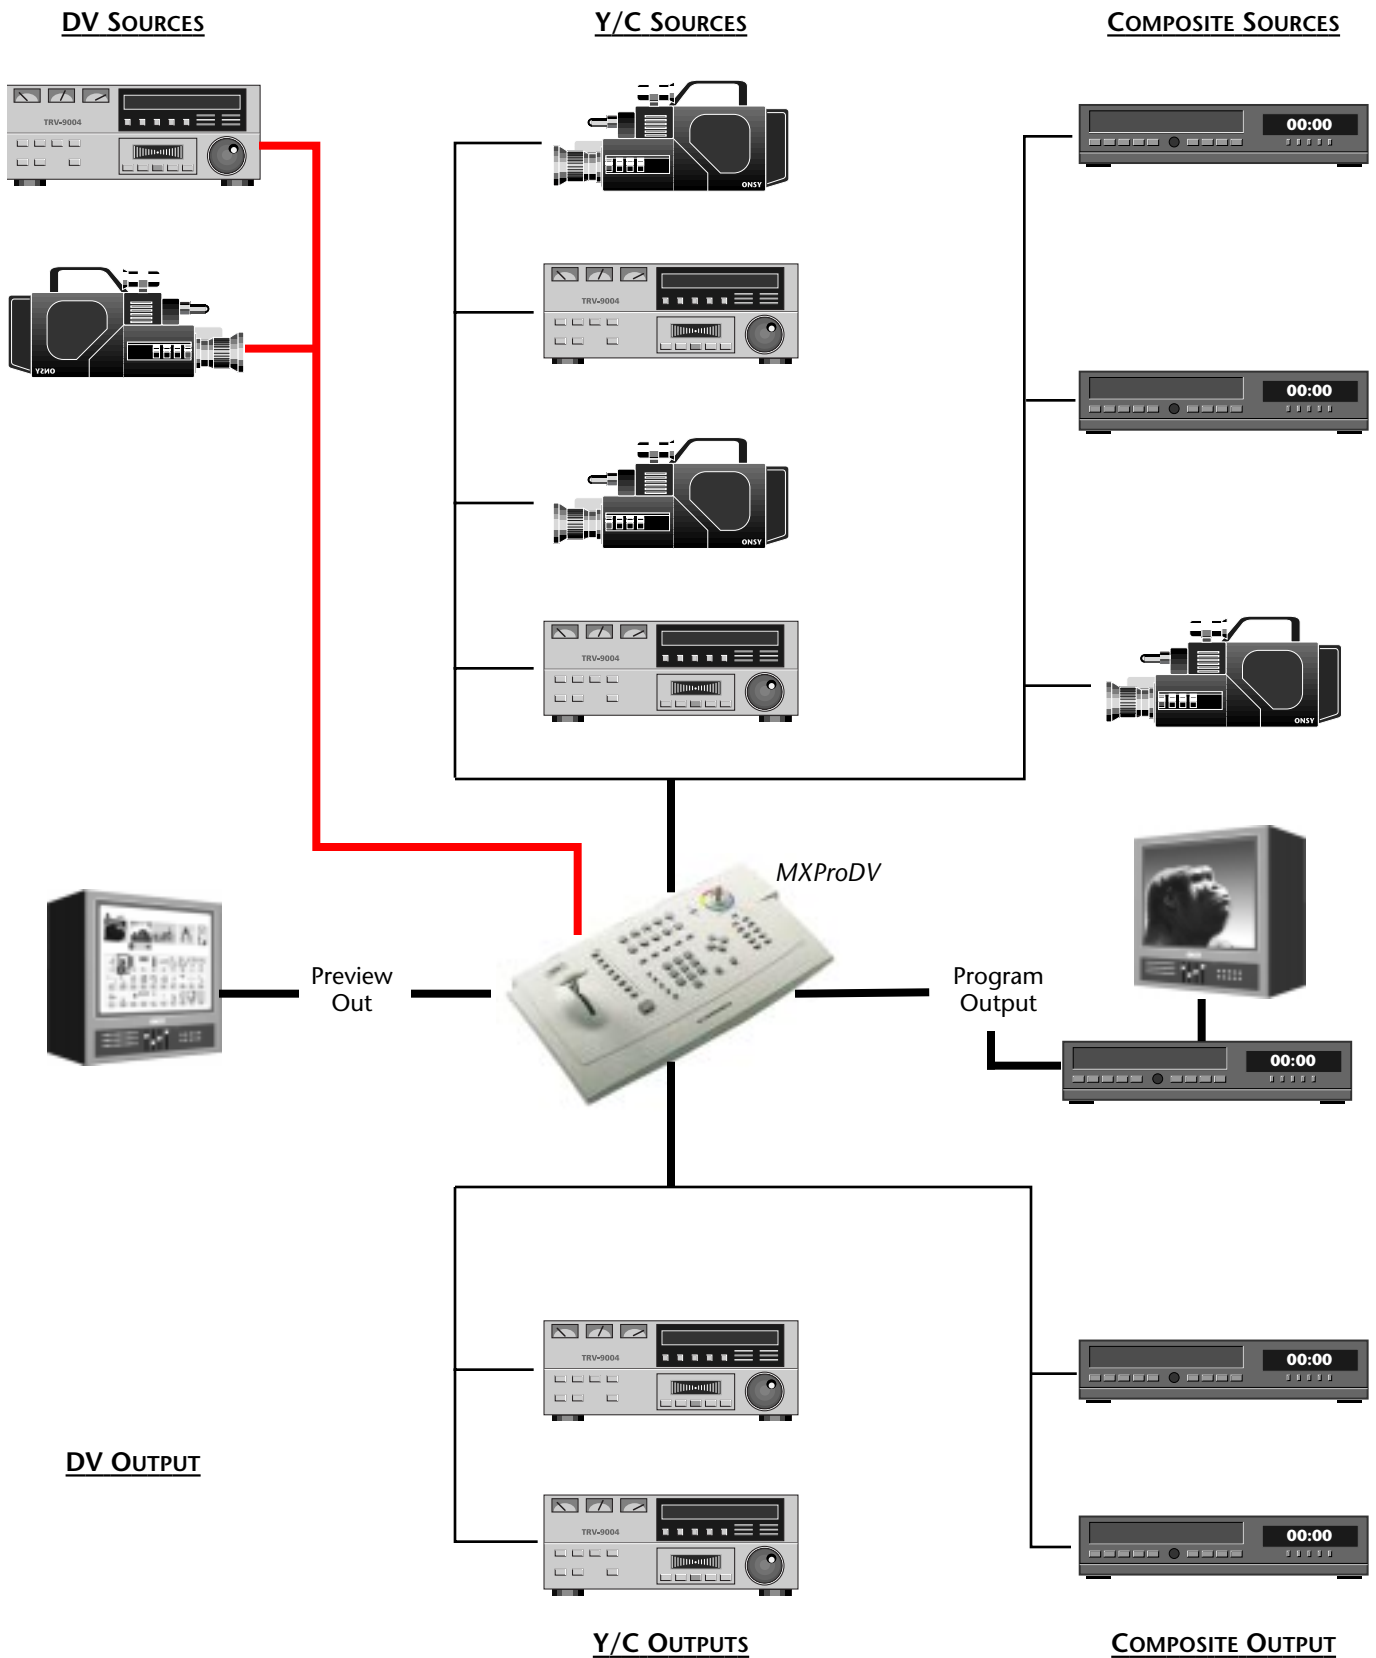 DV SOURCES
Y/C SOURCES
COMPOSITE SOURCES
TRV-9004
ONSY
00:00
TRV-9004
ONSY
00:00
ONSY
TRV-9004
ONSY
MXProDV
Preview
Out
Program
Output
00:00
TRV-9004
00:00
DV OUTPUT
TRV-9004
00:00
Y/C OUTPUTS
COMPOSITE OUTPUT